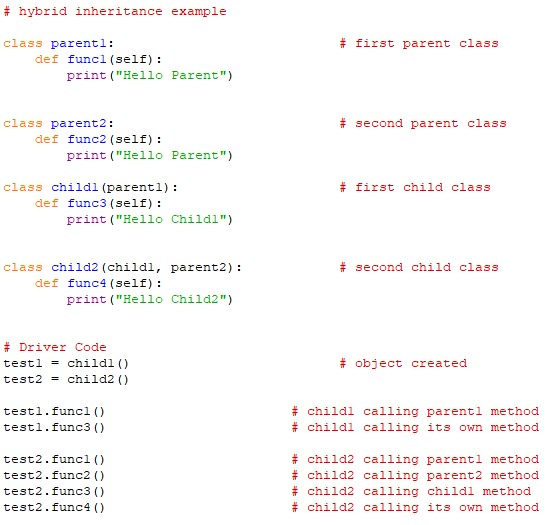 # hybrid inheritance example
class parent1: # first parent class
def func1(self):
print("Hello Parent")
class parent2: # second parent class
def func2(self):
print("Hello Parent")
class child1(parent1): # first child class
def func3(self):
print("Hello Child1")
class child2(child1, parent2): # second child class
def func4(self):
print("Hello Child2")
# Driver Code
test1 = child1() # object created
test2 = child2()
test1.func1() # child1 calling parent1 method
test1.func3() # child1 calling its own method
test2.func1() # child2 calling parent1 method
test2.func2() # child2 calling parent2 method
test2.func3() # child2 calling child1 method
test2.func4() # child2 calling its own method